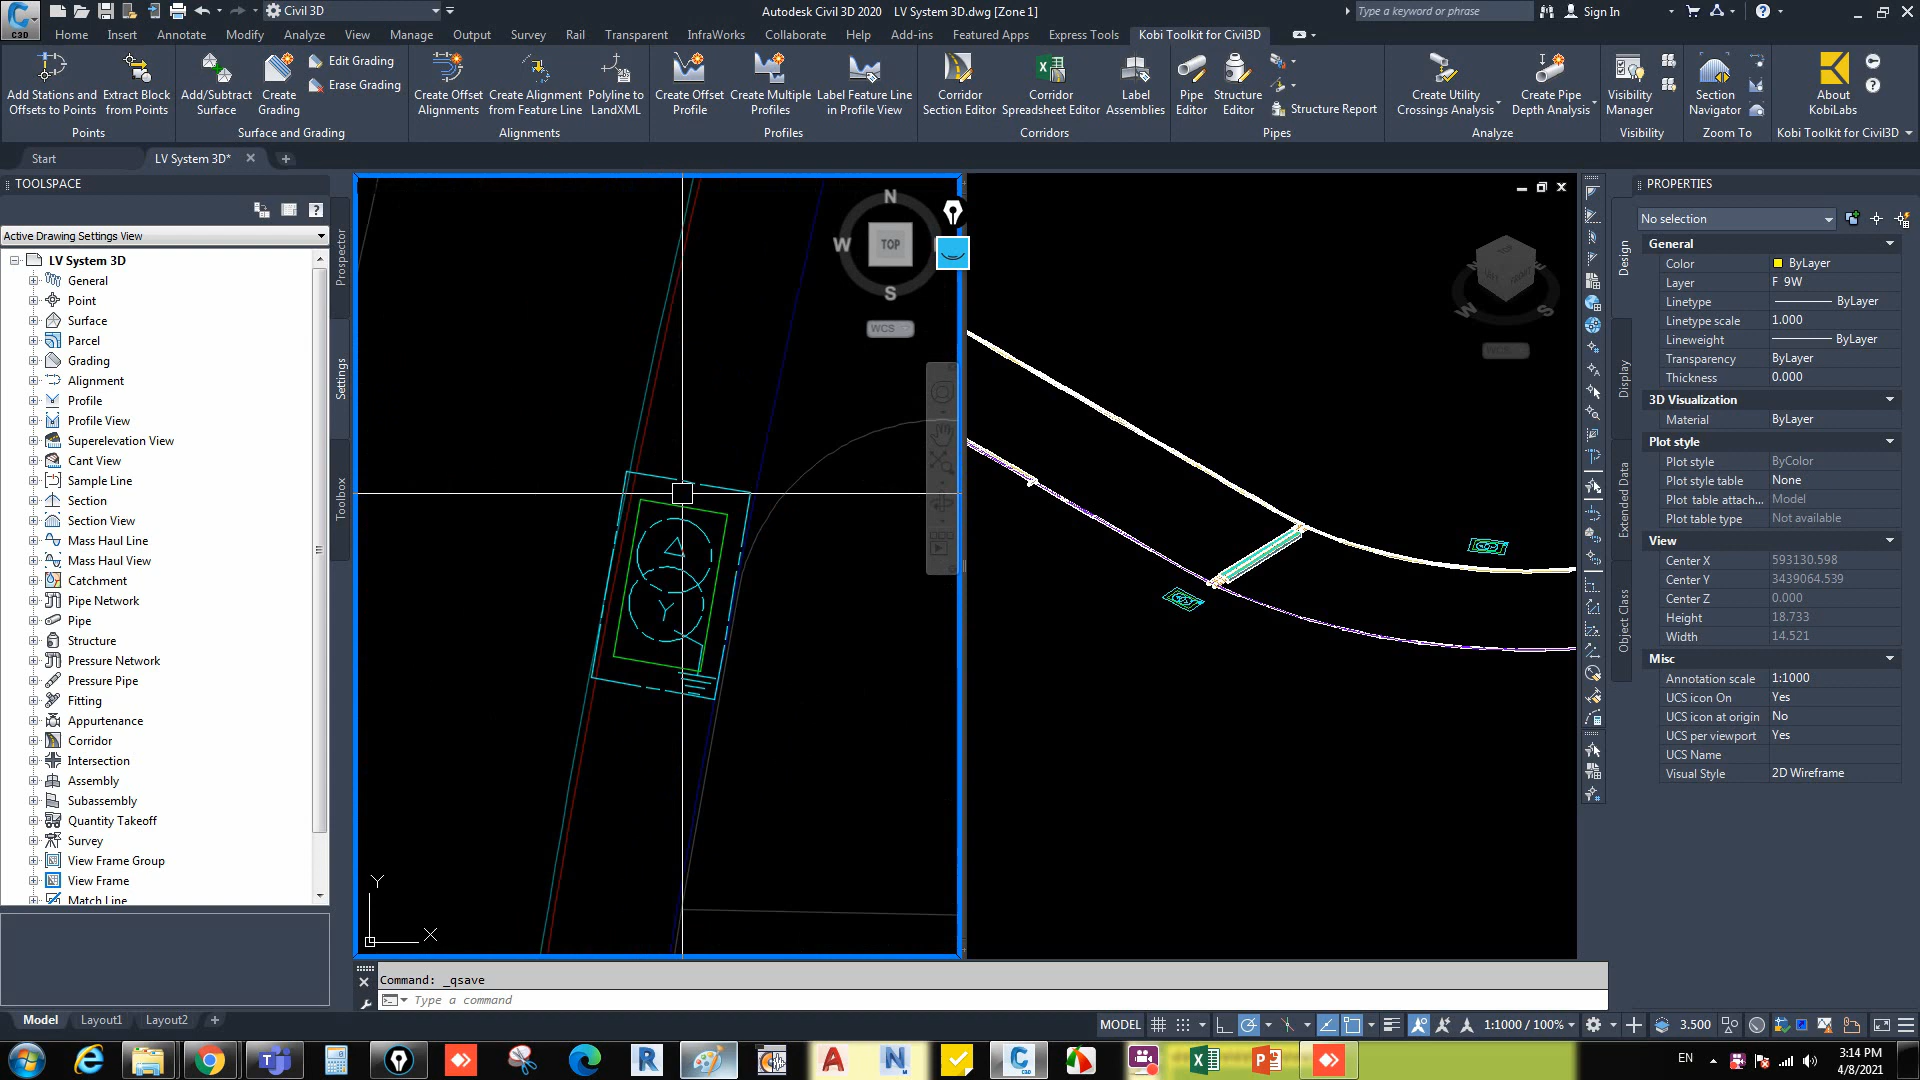 Civil 3D
Autodesk Civil 3D 2020 LV System 3D.dwg [Zone 1]
Type a keyword or phrase
Sign In
C3D
Home Insert Annotate Modify Analyze View Manage Output Survey Rail Transparent InfraWorks Collaborate Help Add-ins Featured Apps Express Tools Kobi Toolkit for Civil3D
Add Stations and Offsets to Points
Extract Block from Points
Points
Add/Subtract Surface
Create Grading
Edit Grading
Erase Grading
Surface and Grading
Create Offset Alignments
Create Alignment from Feature Line
Polyline to LandXML
Alignments
Create Offset Profile
Create Multiple Profiles
Label Feature Line in Profile View
Profiles
Corridor Section Editor
Corridor Spreadsheet Editor
Label Assemblies
Corridors
Pipe Editor
Structure Editor
Structure Report
Pipes
Create Utility Crossings Analysis
Create Pipe Depth Analysis
Analyze
Visibility Manager
Visibility
Section Navigator
Zoom To
About KobiLabs
Kobi Toolkit for Civil3D
Start
LV System 3D*
TOOLSPACE
Active Drawing Settings View
LV System 3D
General
Point
Surface
Parcel
Grading
Alignment
Profile
Profile View
Superelevation View
Cant View
Sample Line
Section
Section View
Mass Haul Line
Mass Haul View
Catchment
Pipe Network
Pipe
Structure
Pressure Network
Pressure Pipe
Fitting
Appurtenance
Corridor
Intersection
Assembly
Subassembly
Quantity Takeoff
Survey
View Frame Group
View Frame
Match Line
Prospector
Settings
Toolbox
N
W
TOP
S
WCS
Y
X
Command: _qsave
Type a command
PROPERTIES
No selection
Design
Display
Extended Data
Object Class
General
Color ByLayer
Layer F 9W
Linetype ByLayer
Linetype scale 1.000
Lineweight ByLayer
Transparency ByLayer
Thickness 0.000
3D Visualization
Material ByLayer
Plot style
Plot style ByColor
Plot style table None
Plot table attach... Model
Plot table type Not available
View
Center X 593130.598
Center Y 3439064.539
Center Z 0.000
Height 18.733
Width 14.521
Misc
Annotation scale 1:1000
UCS icon On Yes
UCS icon at origin No
UCS per viewport Yes
UCS Name
Visual Style 2D Wireframe
Model Layout1 Layout2
MODEL
1:1000 / 100%
3.500
EN
3:14 PM
4/8/2021